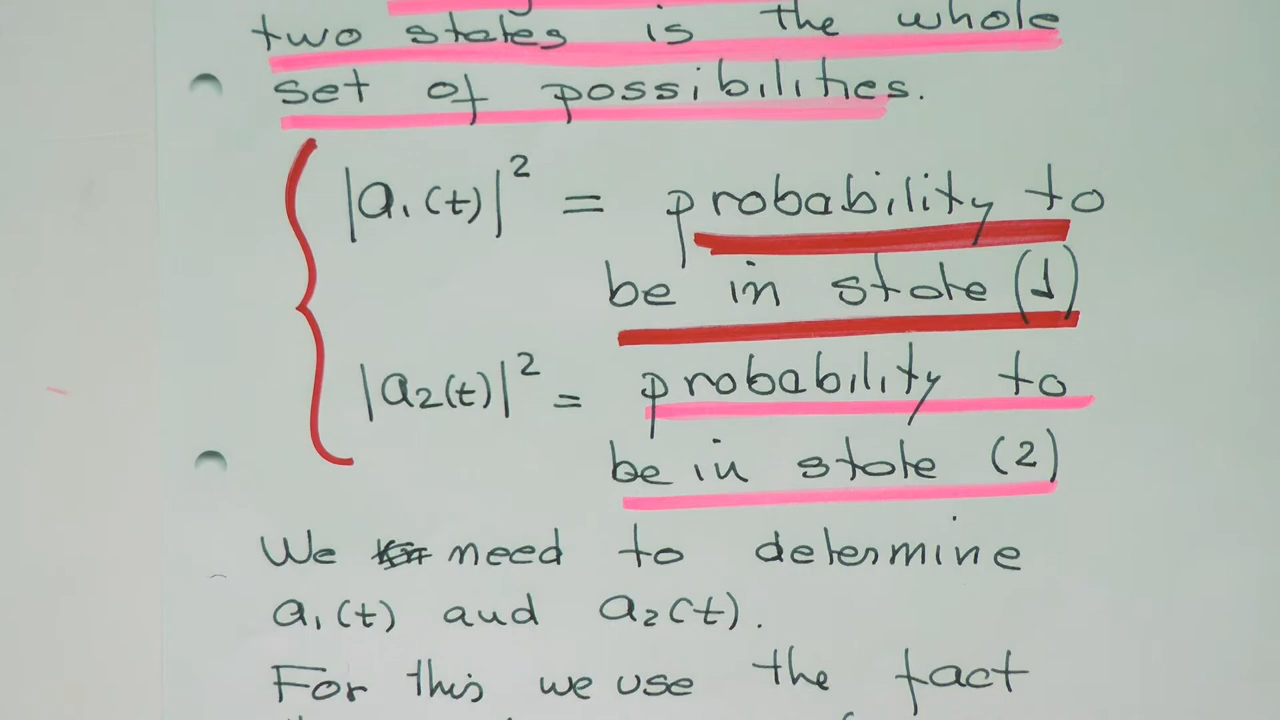 two states is the whole
set of possibilities.
|a₁(t)|² = probability to
be in state (1)
|a₂(t)|² = probability to
be in state (2)
We need to determine
a₁(t) and a₂(t).
For this we use the fact